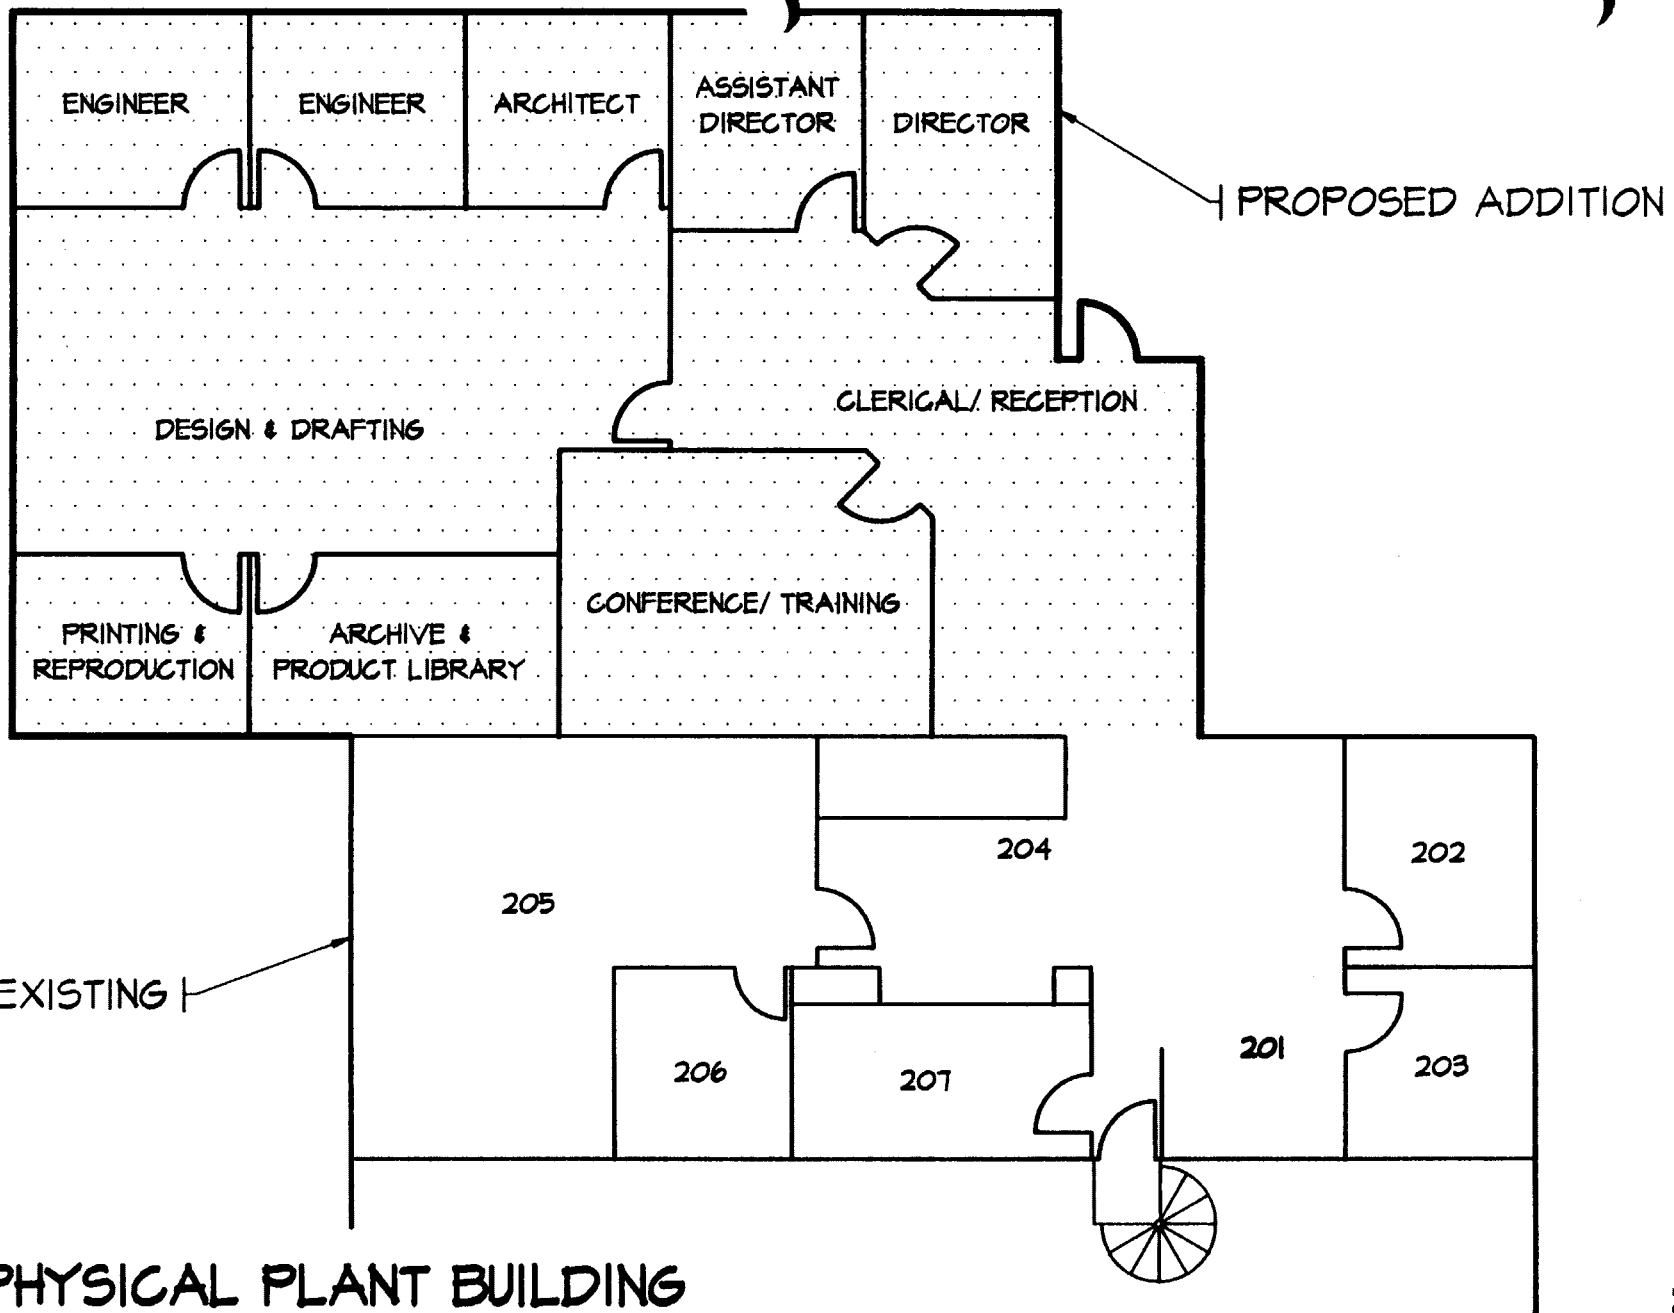 ENGINEER
ENGINEER
ARCHITECT
ASSISTANT
DIRECTOR
DIRECTOR
PROPOSED ADDITION
CLERICAL/ RECEPTION
DESIGN & DRAFTING
CONFERENCE/ TRAINING
PRINTING &
REPRODUCTION
ARCHIVE &
PRODUCT LIBRARY
204
202
205
EXISTING
201
206
207
203
PHYSICAL PLANT BUILDING